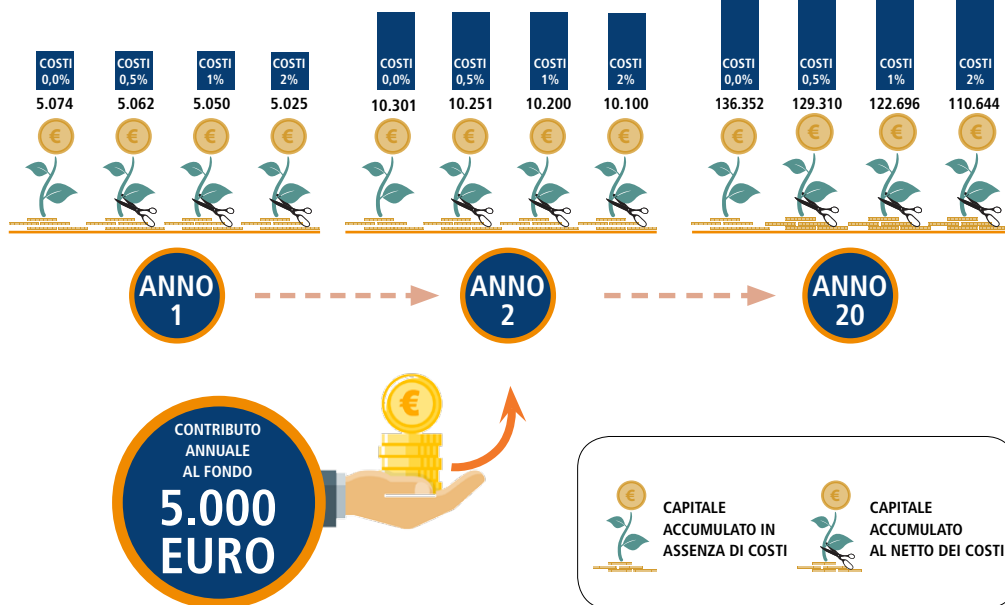 COSTI
0,0%
5.074
COSTI
0,5%
5.062
COSTI
1%
5.050
COSTI
2%
5.025
COSTI
0,0%
10.301
COSTI
0,5%
10.251
COSTI
1%
10.200
COSTI
2%
10.100
COSTI
0,0%
136.352
COSTI
0,5%
129.310
COSTI
1%
122.696
COSTI
2%
110.644
€ € € € € € € € € € € €
ANNO
1
ANNO
2
ANNO
20
€
CONTRIBUTO
ANNUALE
AL FONDO
5.000
EURO
€
CAPITALE
ACCUMULATO IN
ASSENZA DI COSTI
€
CAPITALE
ACCUMULATO
AL NETTO DEI COSTI